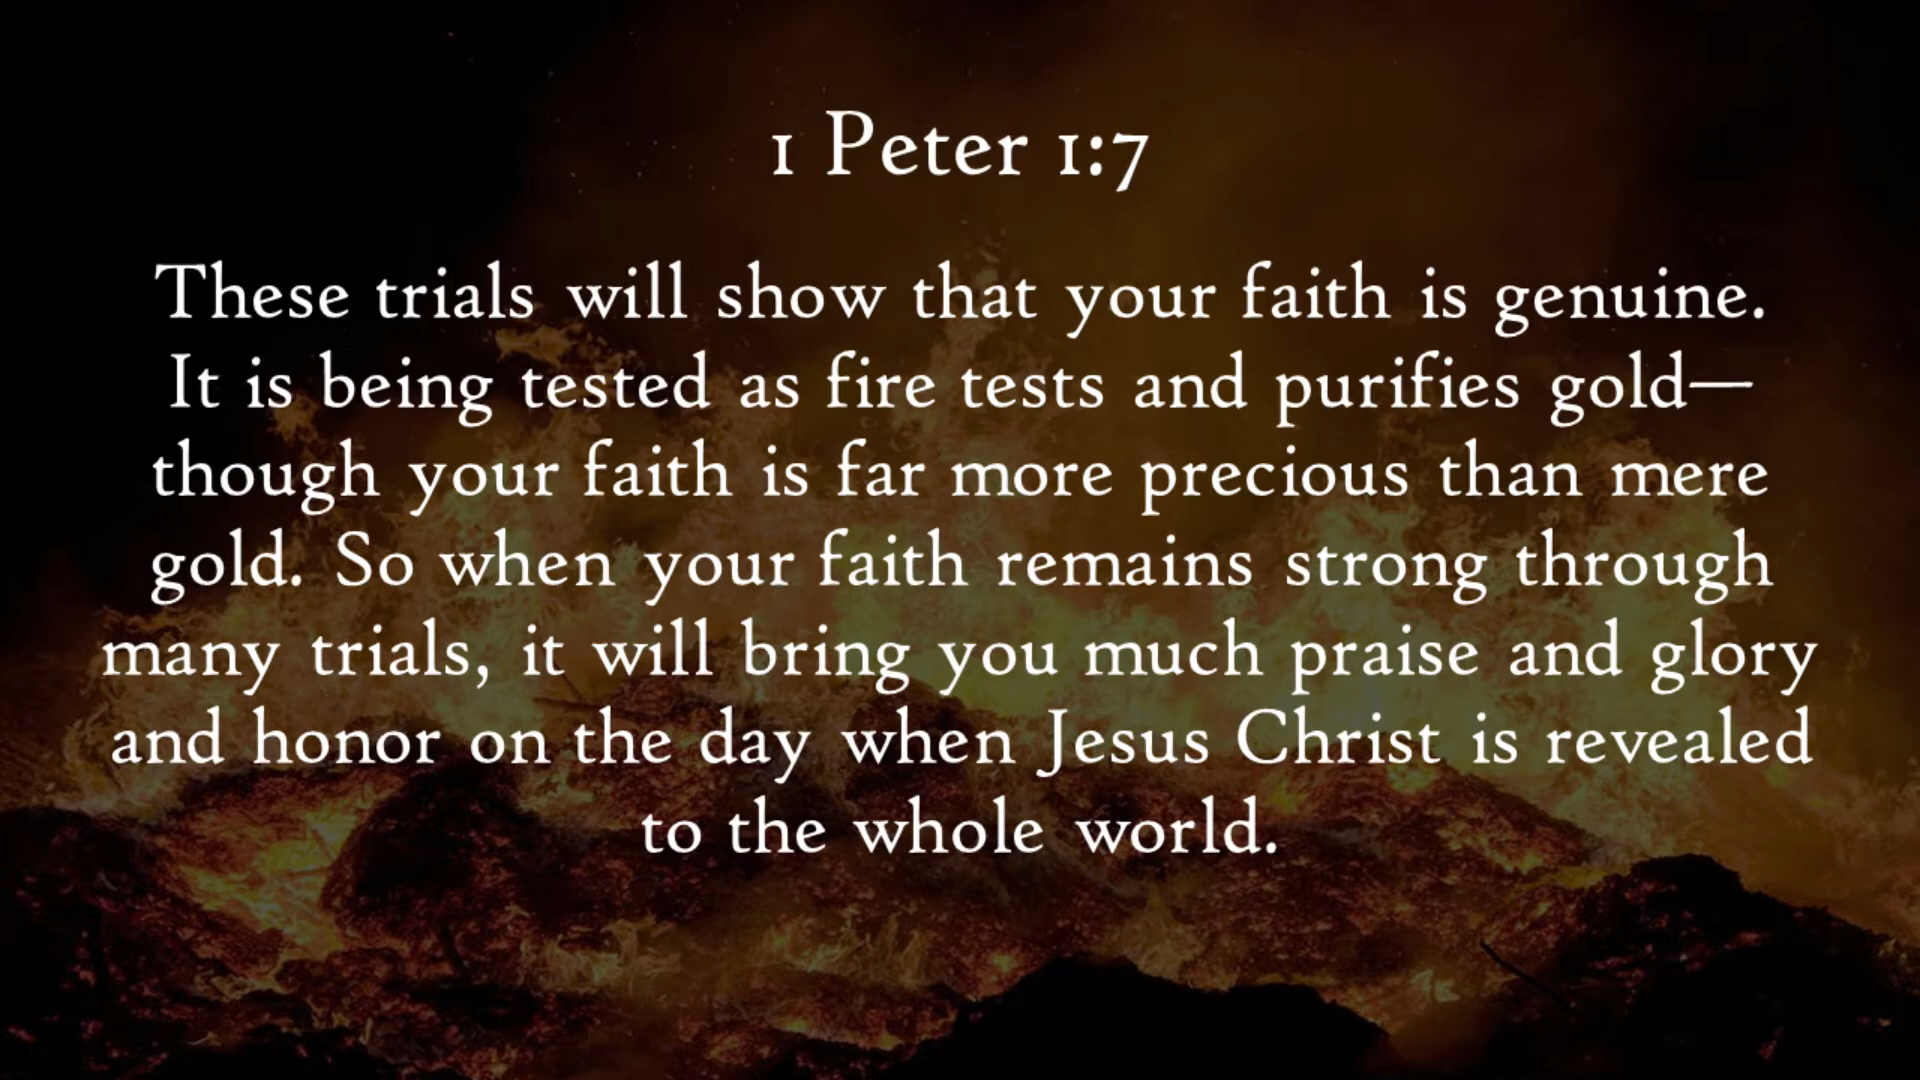 1 Peter 1:7
These trials will show that your faith is genuine.
It is being tested as fire tests and purifies gold—
though your faith is far more precious than mere
gold. So when your faith remains strong through
many trials, it will bring you much praise and glory
and honor on the day when Jesus Christ is revealed
to the whole world.